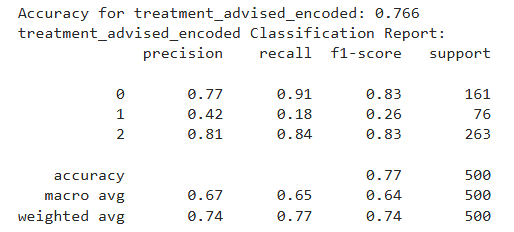 Accuracy for treatment_advised_encoded: 0.766
treatment_advised_encoded Classification Report:
precision recall f1-score support
0 0.77 0.91 0.83 161
1 0.42 0.18 0.26 76
2 0.81 0.84 0.83 263
accuracy 0.77 500
macro avg 0.67 0.65 0.64 500
weighted avg 0.74 0.77 0.74 500